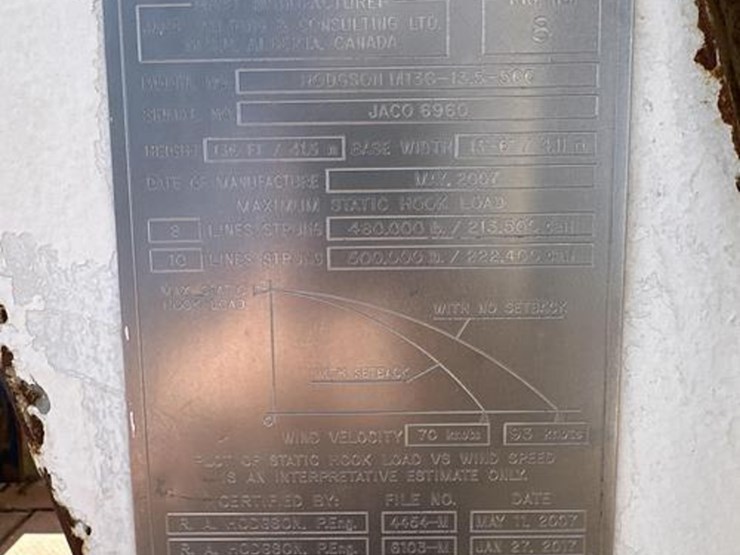 MAST MANUFACTURER
& CONSULTING LTD. 8
ALBERTA, CANADA
MODEL NO. HODGSON M136-13.5-500
SERIAL NO. JACO 6960
HEIGHT 136 FT / 41.5 m BASE WIDTH
DATE OF MANUFACTURE MAY, 2007
MAXIMUM STATIC HOOK LOAD
8 LINES STRUNG 480,000 lb. / 213,500 daN
10 LINES STRUNG 500,000 lb. / 222,400 daN
MAX STATIC
HOOK LOAD
WITH NO SETBACK
WITH SETBACK
0
WIND VELOCITY 70 knots 93 knots
PLOT OF STATIC HOOK LOAD VS WIND SPEED
IS AN INTERPRETATIVE ESTIMATE ONLY.
CERTIFIED BY: FILE NO. DATE
R. A. HODGSON, P.Eng. 4454-M MAY 11, 2007
R. A. HODGSON, P.Eng. 6103-M JAN 27, 2017